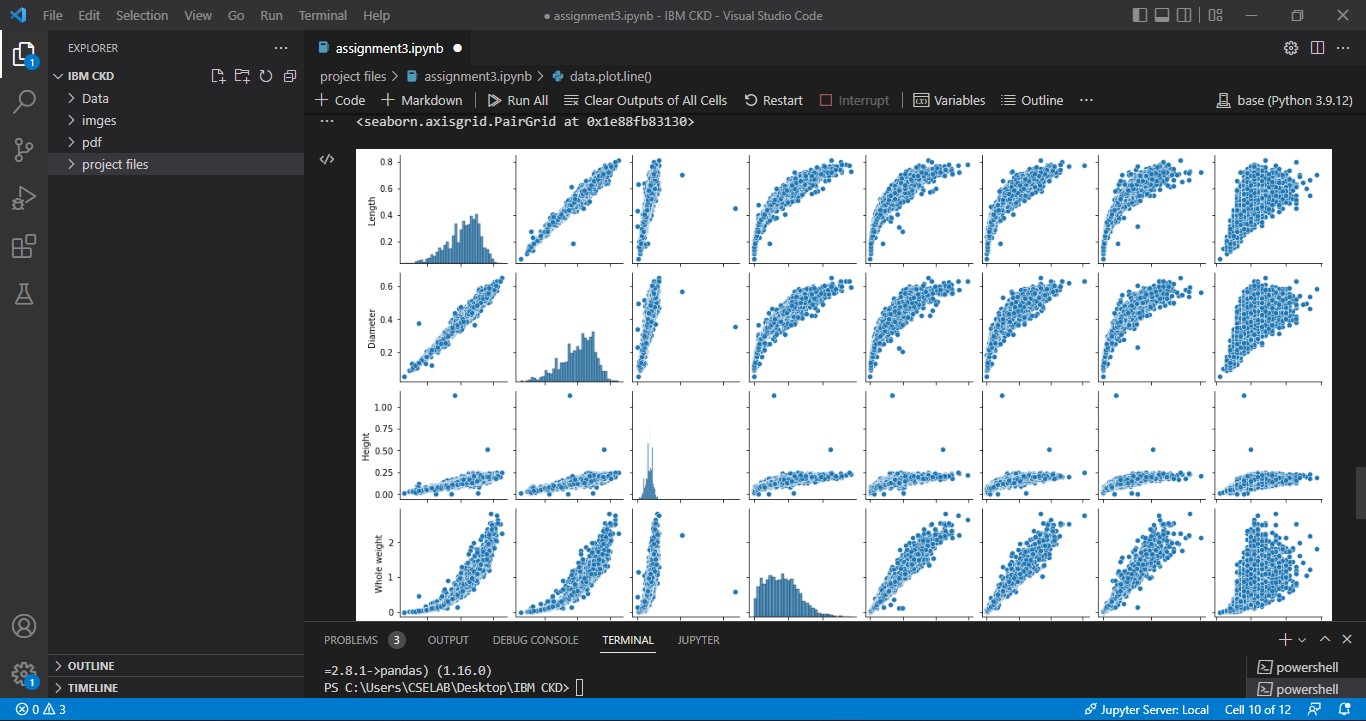 File Edit Selection View Go Run Terminal Help
● assignment3.ipynb - IBM CKD - Visual Studio Code
EXPLORER
IBM CKD
Data
imges
pdf
project files
OUTLINE
TIMELINE
assignment3.ipynb
project files > assignment3.ipynb > data.plot.line()
+ Code + Markdown Run All Clear Outputs of All Cells Restart Interrupt Variables Outline ... base (Python 3.9.12)
... <seaborn.axisgrid.PairGrid at 0x1e88fb83130>
</>
Length
0.8
0.6
0.4
0.2
Diameter
0.6
0.4
0.2
Height
1.00
0.75
0.50
0.25
0.00
Whole weight
2
1
0
PROBLEMS 3 OUTPUT DEBUG CONSOLE TERMINAL JUPYTER
=2.8.1->pandas) (1.16.0)
PS C:\Users\CSELAB\Desktop\IBM CKD>
powershell
powershell
1
1
0 3 Jupyter Server: Local Cell 10 of 12